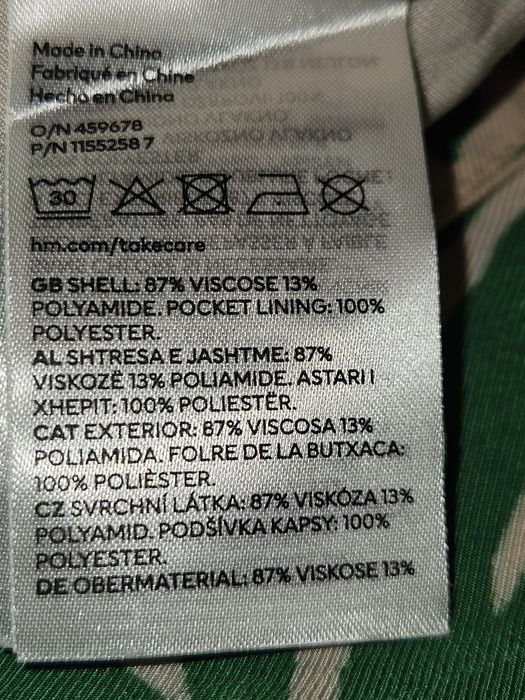 Made in China
Fabriqué en Chine
Hecho en China
O/N 459678
P/N 1155258 7
30
hm.com/takecare
GB SHELL: 87% VISCOSE 13%
POLYAMIDE. POCKET LINING: 100%
POLYESTER.
AL SHTRESA E JASHTME: 87%
VISKOZË 13% POLIAMIDE. ASTARI I
XHEPIT: 100% POLIESTËR.
CAT EXTERIOR: 87% VISCOSA 13%
POLIAMIDA. FOLRE DE LA BUTXACA:
100% POLIÈSTER.
CZ SVRCHNÍ LÁTKA: 87% VISKÓZA 13%
POLYAMID. PODŠÍVKA KAPSY: 100%
POLYESTER.
DE OBERMATERIAL: 87% VISKOSE 13%